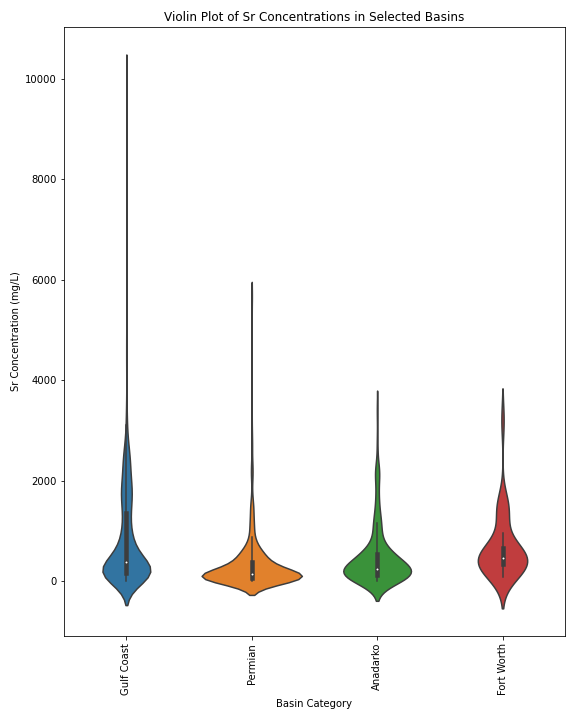 Violin Plot of Sr Concentrations in Selected Basins
10000
8000
6000
4000
2000
0
Sr Concentration (mg/L)
Gulf Coast
Permian
Anadarko
Fort Worth
Basin Category